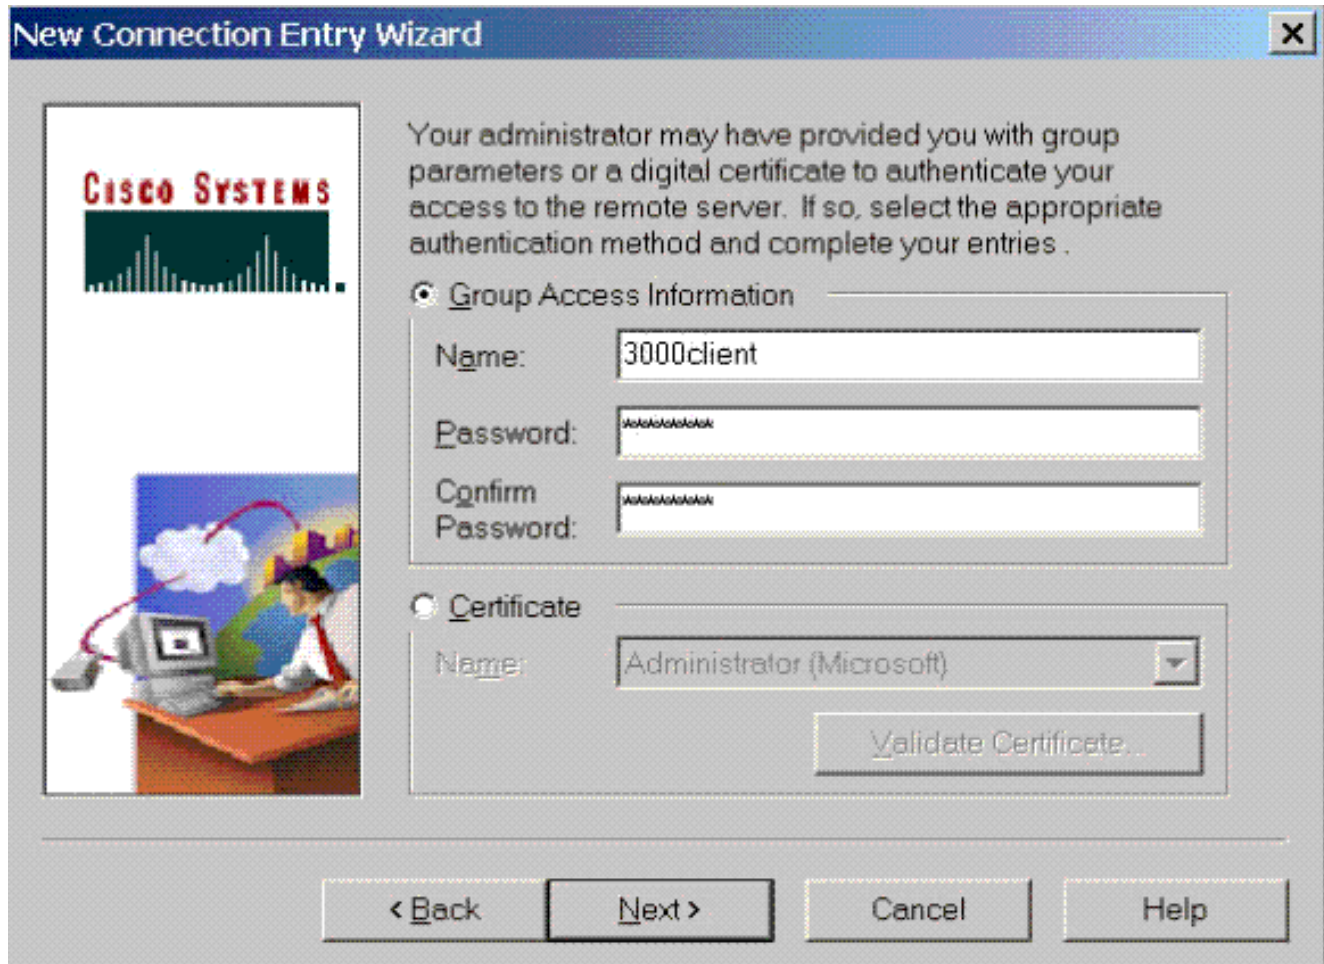 New Connection Entry Wizard
CISCO SYSTEMS
Your administrator may have provided you with group
parameters or a digital certificate to authenticate your
access to the remote server. If so, select the appropriate
authentication method and complete your entries .
Group Access Information
Name:
3000client
Password:
*********
Confirm
Password:
*********
Certificate
Name:
Administrator (Microsoft)
Validate Certificate...
< Back
Next >
Cancel
Help